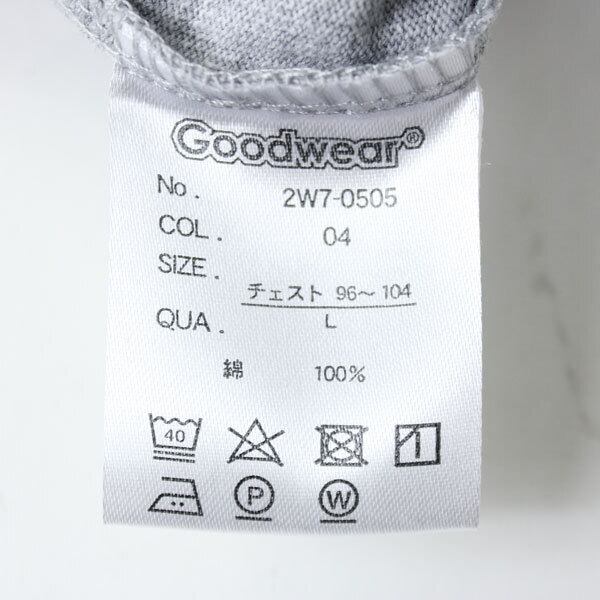 Goodwear®
No. 2W7-0505
COL. 04
SIZE.
チェスト 96～104
QUA. L
綿 100%
40
P W